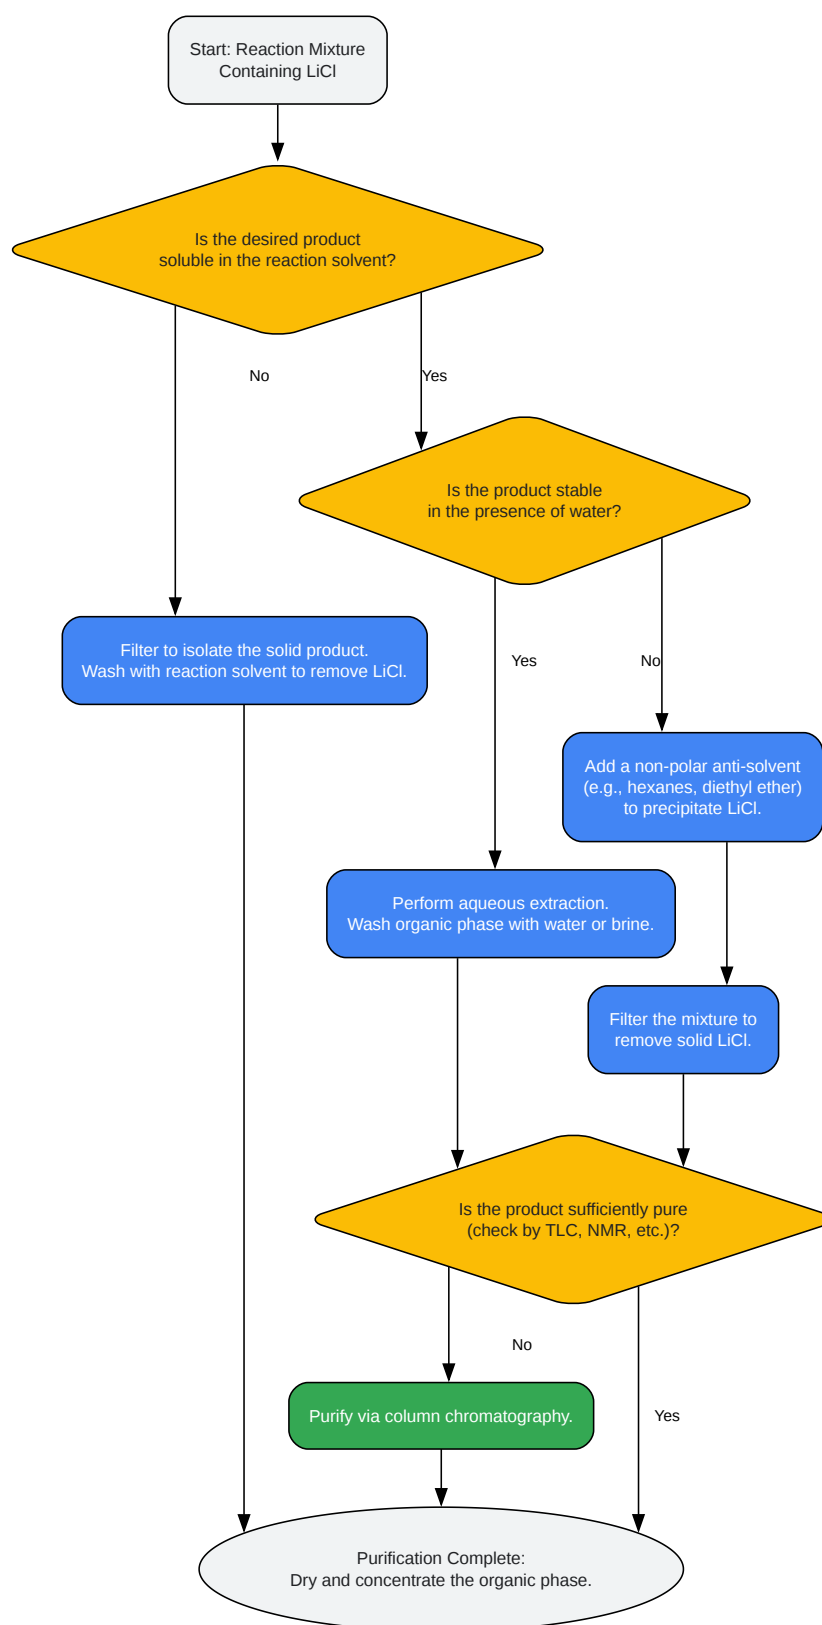 Start: Reaction Mixture
Containing LiCl
Is the desired product
soluble in the reaction solvent?
No
Yes
Is the product stable
in the presence of water?
Filter to isolate the solid product.
Wash with reaction solvent to remove LiCl.
Yes
No
Add a non-polar anti-solvent
(e.g., hexanes, diethyl ether)
to precipitate LiCl.
Perform aqueous extraction.
Wash organic phase with water or brine.
Filter the mixture to
remove solid LiCl.
Is the product sufficiently pure
(check by TLC, NMR, etc.)?
No
Purify via column chromatography.
Yes
Purification Complete:
Dry and concentrate the organic phase.